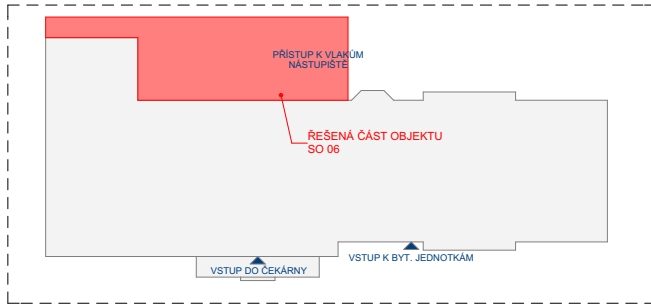 PŘÍSTUP K VLAKŮM
NÁSTUPIŠTĚ
ŘEŠENÁ ČÁST OBJEKTU
SO 06
VSTUP K BYT. JEDNOTKÁM
VSTUP DO ČEKÁRNY